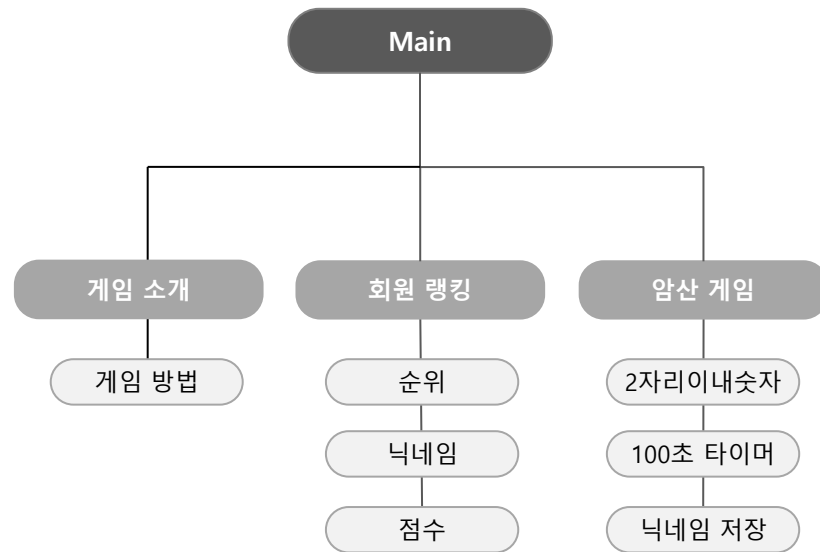 Main
게임 소개
회원 랭킹
암산 게임
게임 방법
순위
2자리이내숫자
닉네임
100초 타이머
점수
닉네임 저장